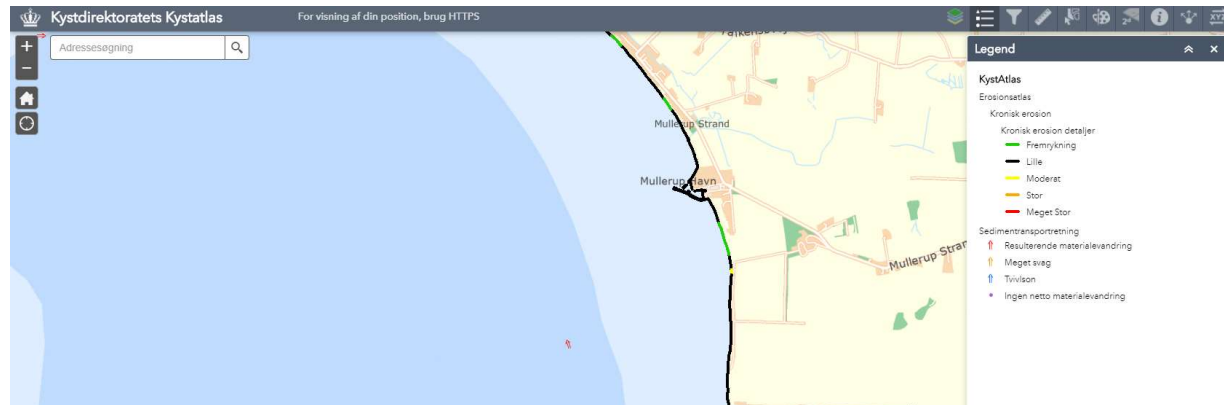 Kystdirektoratets Kystatlas
For visning af din position, brug HTTPS
Adressesøgning
Mullerup Strand
Mullerup Havn
Mullerup Stran
Legend
KystAtlas
Erosionsatlas
Kronisk erosion
Kronisk erosion detaljer
Fremrykning
Lille
Moderat
Stor
Meget Stor
Sedimentransportretning
Resulterende materialevandring
Meget svag
Tvivlson
Ingen netto materialevandring